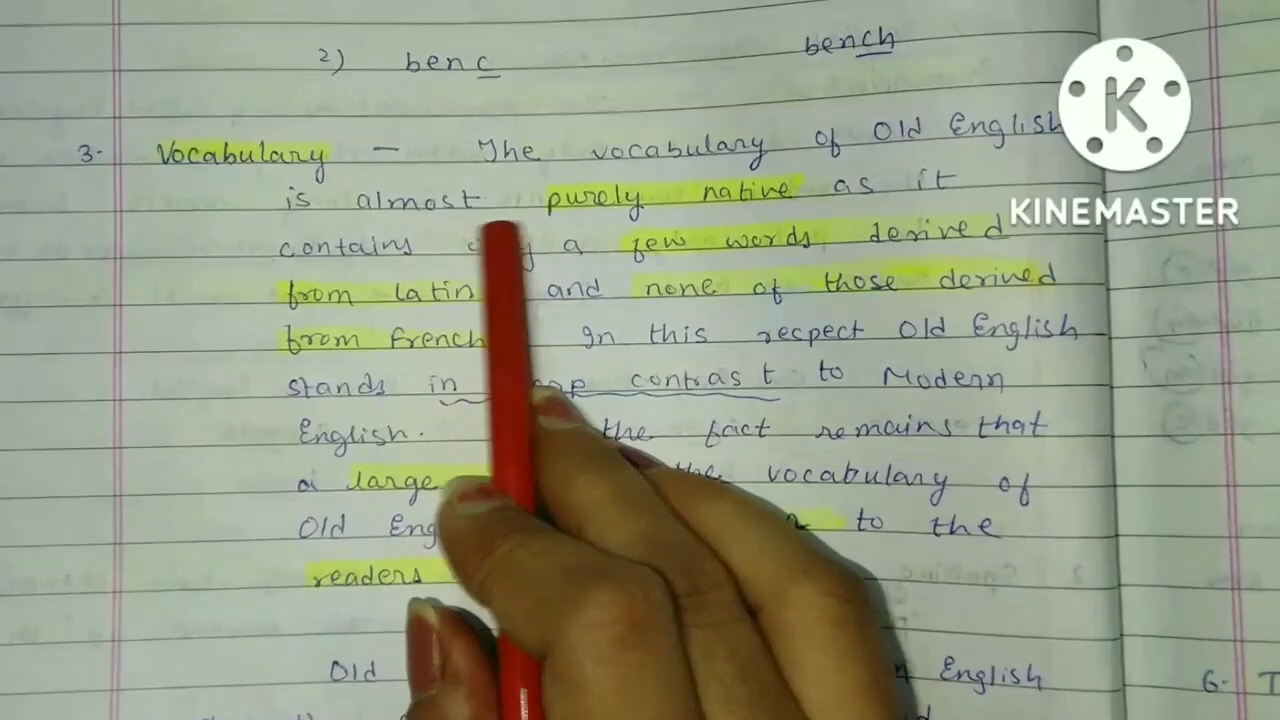 2) benc bench
3. Vocabulary - The vocabulary of Old English
is almost purely native as it
contains a few words derived
from latin and none of those derived
from French In this respect Old English
stands in contrast to Modern
English. the fact remains that
a large the vocabulary of
Old to the
readers
Old English
6.
K
KINEMASTER